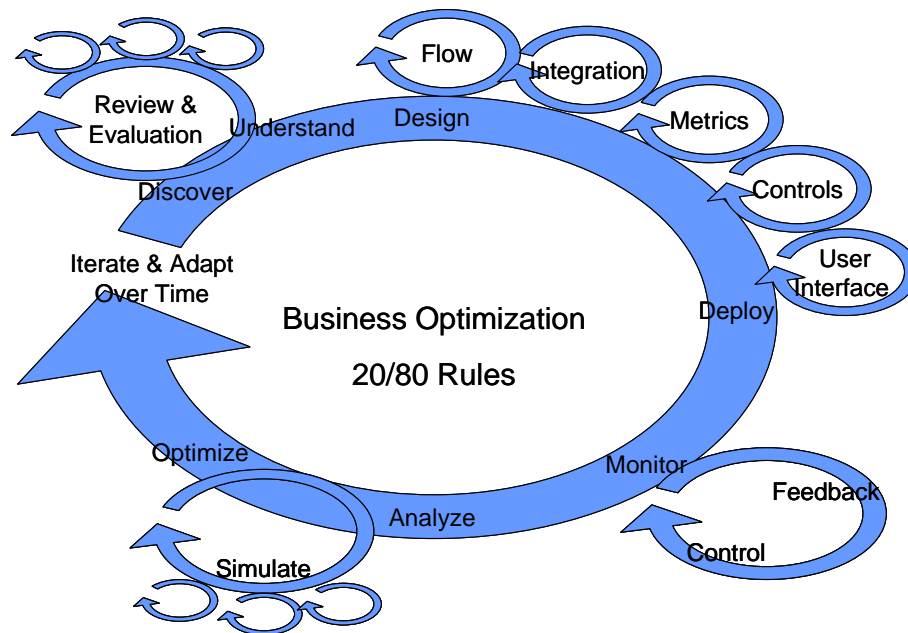 Flow
Integration
Review &
Evaluation
Understand
Design
Metrics
Discover
Controls
Iterate & Adapt
Over Time
User
Interface
Business Optimization
Deploy
20/80 Rules
Optimize
Monitor
Feedback
Analyze
Control
Simulate